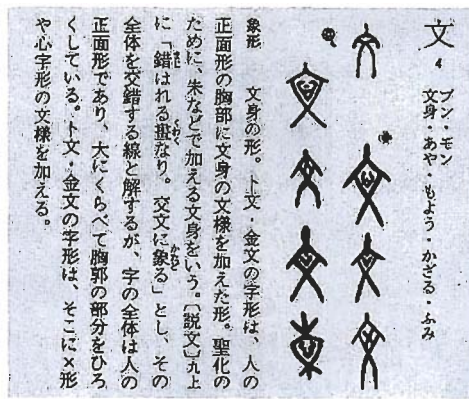 文 4
ブン・モン
文身・あや・もよう・かざる・ふみ
象形　文身の形。卜文・金文の字形は、人の
正面形の胸部に文身の文様を加えた形。聖化の
ために、朱などで加える文身をいう。〔説文〕九上
に「錯はれる畫なり。交文に象る」とし、その
全体を交錯する線と解するが、字の全体は人の
正面形であり、大にくらべて胸郭の部分をひろ
くしている。卜文・金文の字形は、そこに×形
や心字形の文様を加える。